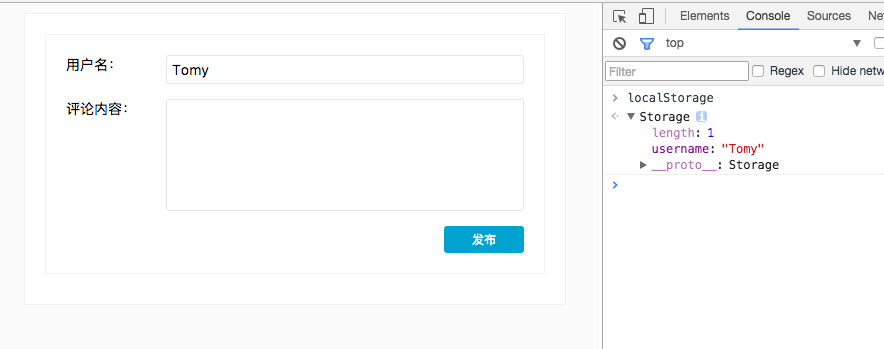 用户名：
Tomy
评论内容：
发布
Elements Console Sources
top
Filter Regex Hide netw
> localStorage
Storage i
length: 1
username: "Tomy"
__proto__: Storage
>